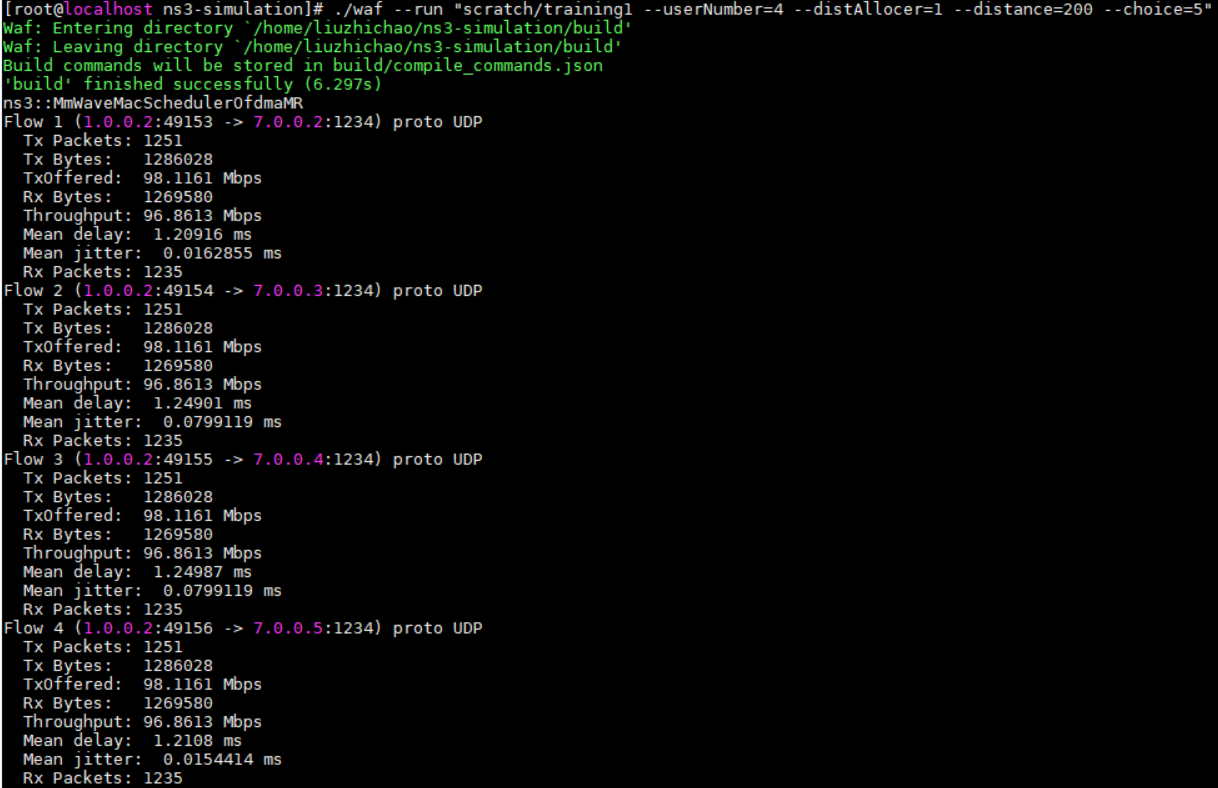 [root@localhost ns3-simulation]# ./waf --run "scratch/training1 --userNumber=4 --distAllocer=1 --distance=200 --choice=5"
Waf: Entering directory `/home/liuzhichao/ns3-simulation/build'
Waf: Leaving directory `/home/liuzhichao/ns3-simulation/build'
Build commands will be stored in build/compile_commands.json
'build' finished successfully (6.297s)
ns3::MmWaveMacSchedulerOfdmaMR
Flow 1 (1.0.0.2:49153 -> 7.0.0.2:1234) proto UDP
  Tx Packets: 1251
  Tx Bytes:   1286028
  TxOffered:  98.1161 Mbps
  Rx Bytes:   1269580
  Throughput: 96.8613 Mbps
  Mean delay:  1.20916 ms
  Mean jitter:  0.0162855 ms
  Rx Packets: 1235
Flow 2 (1.0.0.2:49154 -> 7.0.0.3:1234) proto UDP
  Tx Packets: 1251
  Tx Bytes:   1286028
  TxOffered:  98.1161 Mbps
  Rx Bytes:   1269580
  Throughput: 96.8613 Mbps
  Mean delay:  1.24901 ms
  Mean jitter:  0.0799119 ms
  Rx Packets: 1235
Flow 3 (1.0.0.2:49155 -> 7.0.0.4:1234) proto UDP
  Tx Packets: 1251
  Tx Bytes:   1286028
  TxOffered:  98.1161 Mbps
  Rx Bytes:   1269580
  Throughput: 96.8613 Mbps
  Mean delay:  1.24987 ms
  Mean jitter:  0.0799119 ms
  Rx Packets: 1235
Flow 4 (1.0.0.2:49156 -> 7.0.0.5:1234) proto UDP
  Tx Packets: 1251
  Tx Bytes:   1286028
  TxOffered:  98.1161 Mbps
  Rx Bytes:   1269580
  Throughput: 96.8613 Mbps
  Mean delay:  1.2108 ms
  Mean jitter:  0.0154414 ms
  Rx Packets: 1235